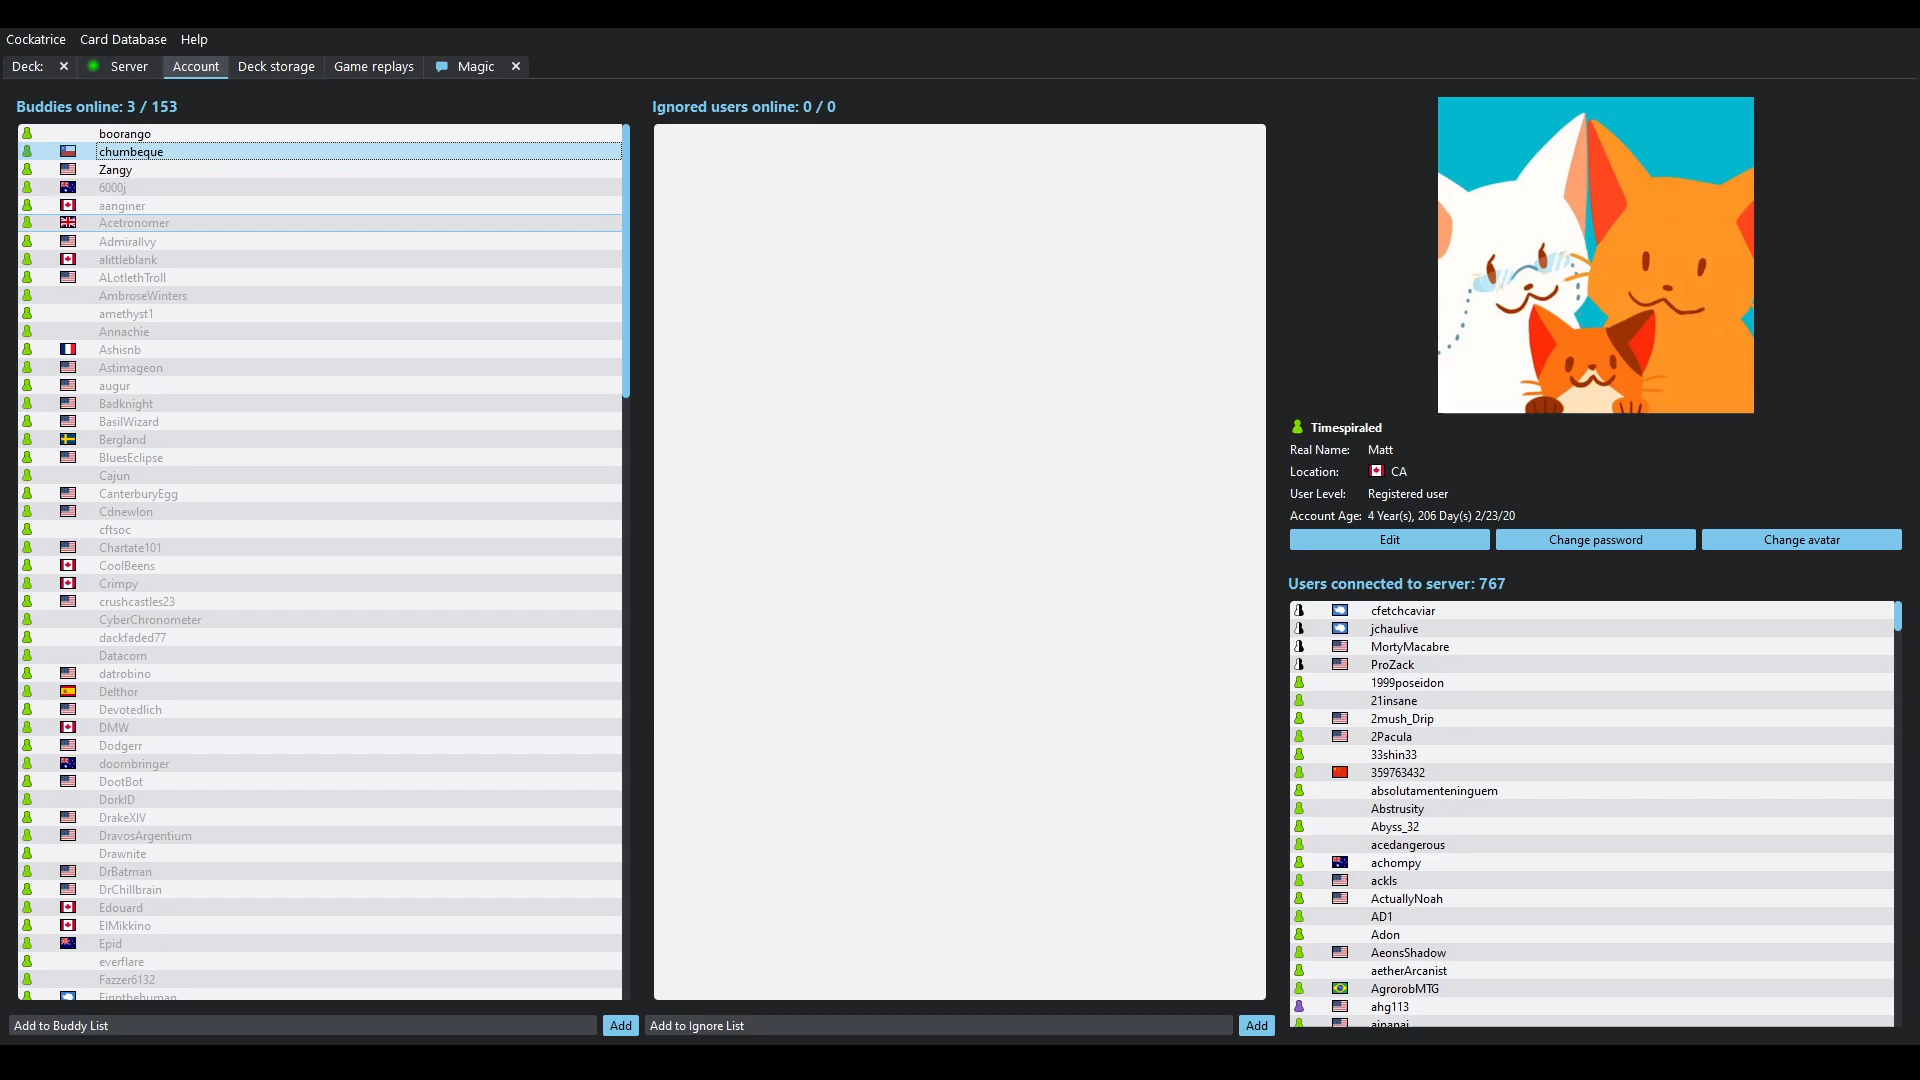 Cockatrice Card Database Help
Deck: Server Account Deck storage Game replays Magic
Buddies online: 3 / 153
boorango
chumbeque
Zangy
6000j
aanginer
Acetronomer
AdmiralIvy
alittleblank
ALotlethTroll
AmbroseWinters
amethyst1
Annachie
Ashisnb
Astimageon
augur
Badknight
BasilWizard
Bergland
BluesEclipse
Cajun
CanterburyEgg
Cdnewlon
cftsoc
Chartate101
CoolBeens
Crimpy
crushcastles23
CyberChronometer
dackfaded77
Datacorn
datrobino
Delthor
Devotedlich
DMW
Dodgerr
doombringer
DootBot
DorkID
DrakeXIV
DravosArgentium
Drawnite
DrBatman
DrChillbrain
Edouard
ElMikkino
Epid
everflare
Fazzer6132
Finnthehuman
Add to Buddy List Add
Ignored users online: 0 / 0
Add to Ignore List Add
Timespiraled
Real Name: Matt
Location: CA
User Level: Registered user
Account Age: 4 Year(s), 206 Day(s) 2/23/20
Edit Change password Change avatar
Users connected to server: 767
cfetchcaviar
jchaulive
MortyMacabre
ProZack
1999poseidon
21insane
2mush_Drip
2Pacula
33shin33
359763432
absolutamenteninguem
Abstrusity
Abyss_32
acedangerous
achompy
ackls
ActuallyNoah
AD1
Adon
AeonsShadow
aetherArcanist
AgrorobMTG
ahg113